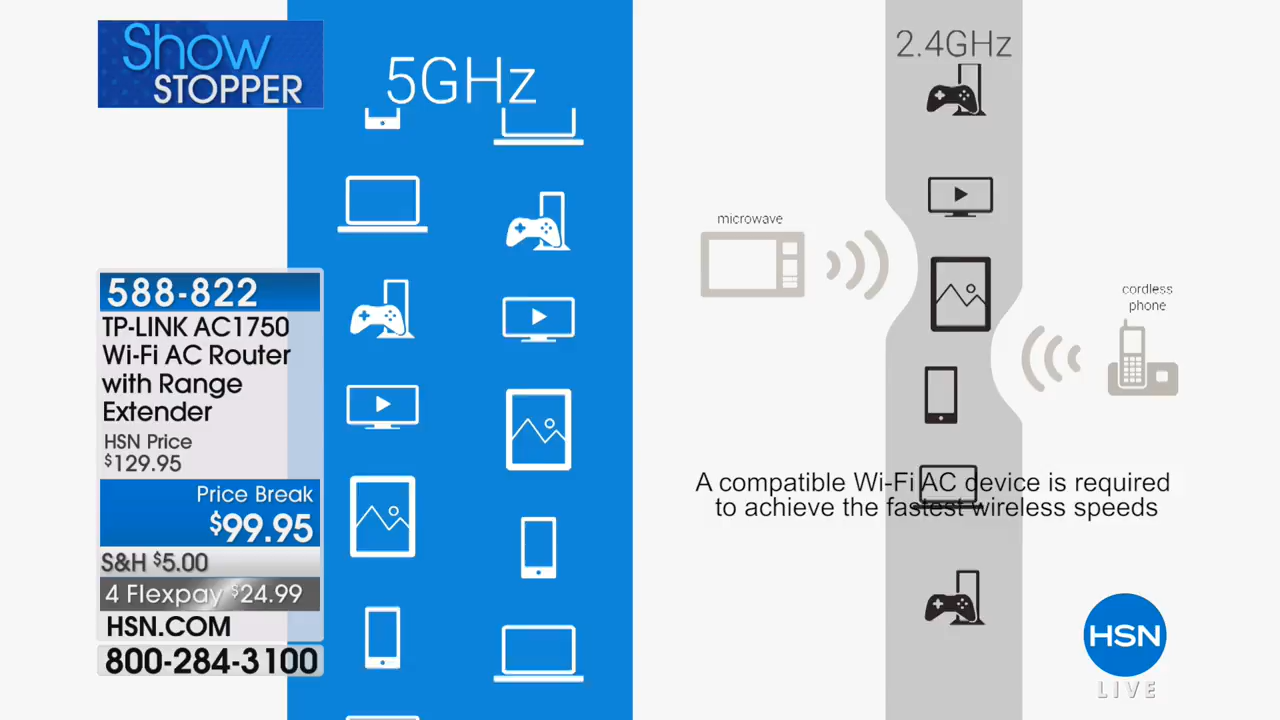 Show
STOPPER
5GHz
2.4GHz
microwave
cordless
phone
588-822
TP-LINK AC1750
Wi-Fi AC Router
with Range
Extender
HSN Price
$129.95
Price Break
$99.95
S&H $5.00
4 Flexpay $24.99
HSN.COM
800-284-3100
A compatible Wi-Fi AC device is required
to achieve the fastest wireless speeds
HSN
LIVE